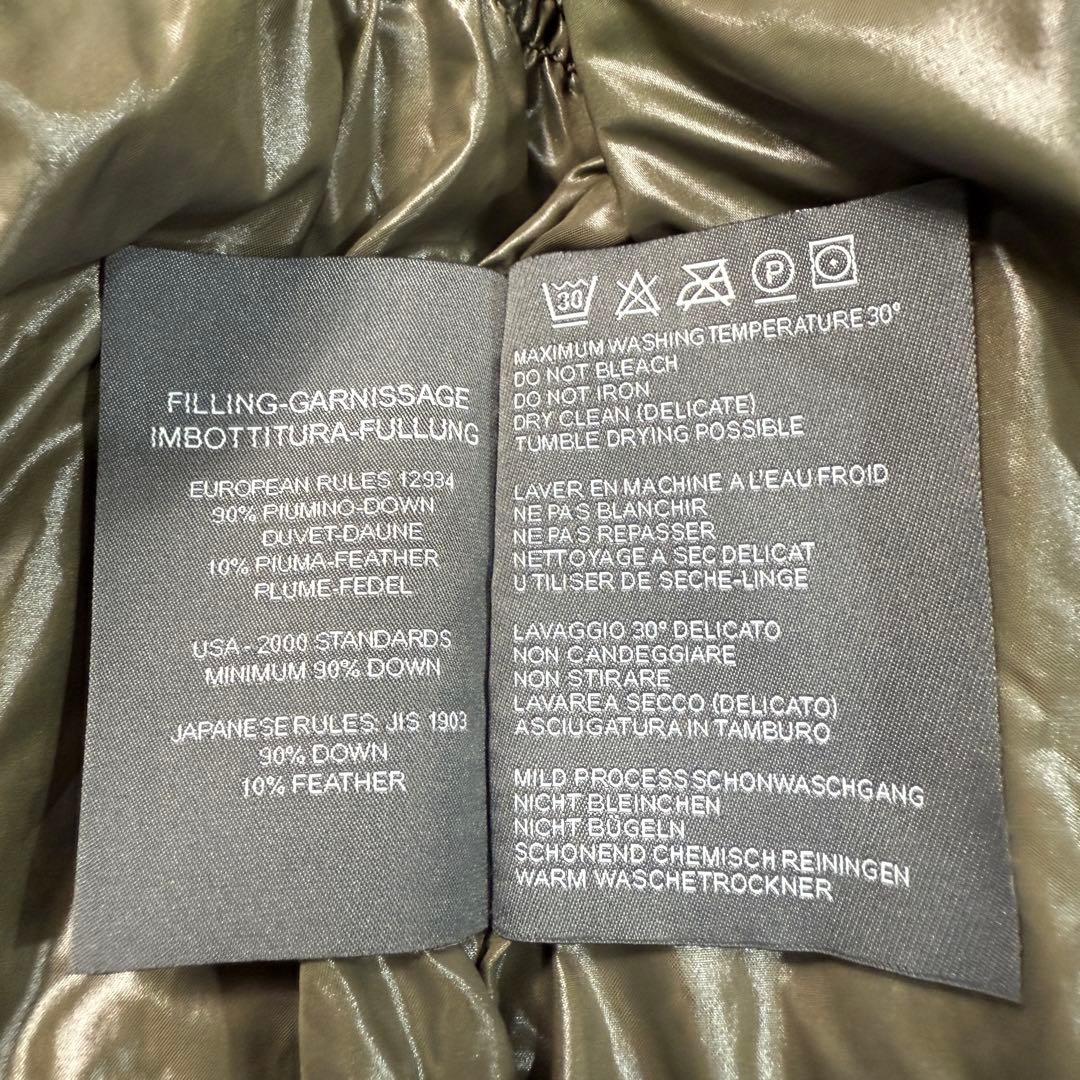 FILLING-GARNISSAGE
IMBOTTITURA-FULLUNG
EUROPEAN RULES 12934
90% PIUMINO-DOWN
DUVET-DAUNE
10% PIUMA-FEATHER
PLUME-FEDEL
USA - 2000 STANDARDS
MINIMUM 90% DOWN
JAPANESE RULES: JIS 1903
90% DOWN
10% FEATHER
30 P
MAXIMUM WASHING TEMPERATURE 30°
DO NOT BLEACH
DO NOT IRON
DRY CLEAN (DELICATE)
TUMBLE DRYING POSSIBLE
LAVER EN MACHINE A L'EAU FROID
NE PAS BLANCHIR
NE PAS REPASSER
NETTOYAGE A SEC DELICAT
UTILISER DE SECHE-LINGE
LAVAGGIO 30° DELICATO
NON CANDEGGIARE
NON STIRARE
LAVARE A SECCO (DELICATO)
ASCIUGATURA IN TAMBURO
MILD PROCESS SCHONWASCHGANG
NICHT BLEINCHEN
NICHT BÜGELN
SCHONEND CHEMISCH REININGEN
WARM WASCHETROCKNER